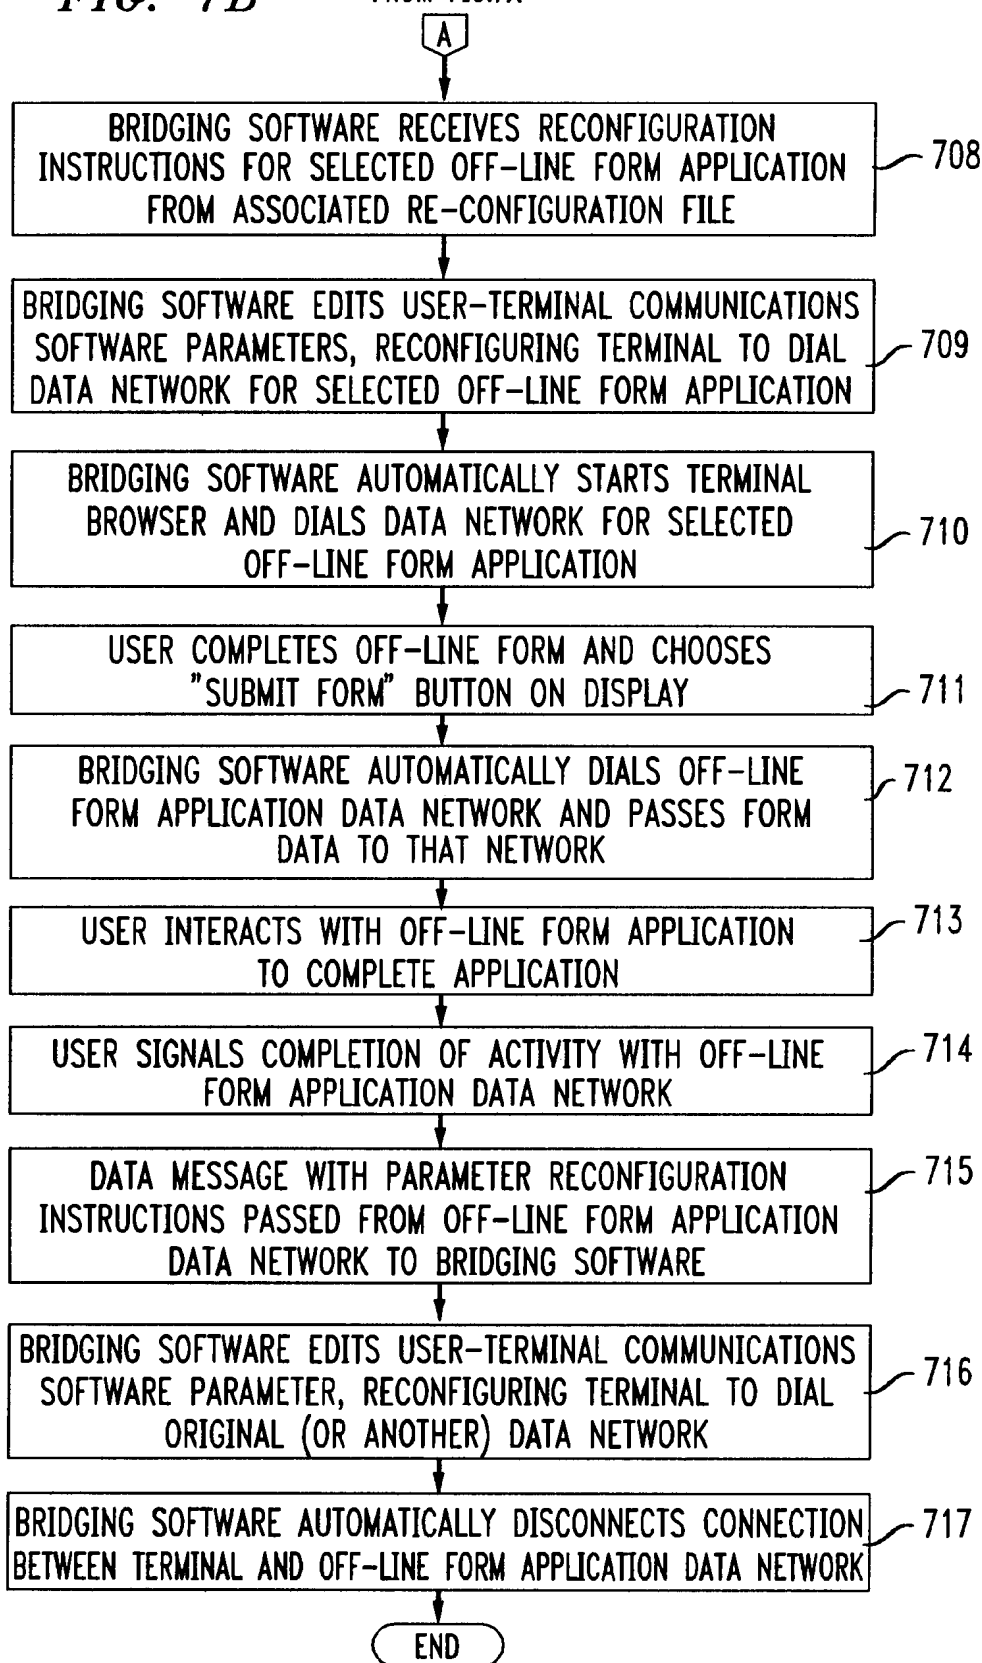 FIG. 7B
A
BRIDGING SOFTWARE RECEIVES RECONFIGURATION
INSTRUCTIONS FOR SELECTED OFF-LINE FORM APPLICATION
FROM ASSOCIATED RE-CONFIGURATION FILE
708
BRIDGING SOFTWARE EDITS USER-TERMINAL COMMUNICATIONS
SOFTWARE PARAMETERS, RECONFIGURING TERMINAL TO DIAL
DATA NETWORK FOR SELECTED OFF-LINE FORM APPLICATION
709
BRIDGING SOFTWARE AUTOMATICALLY STARTS TERMINAL
BROWSER AND DIALS DATA NETWORK FOR SELECTED
OFF-LINE FORM APPLICATION
710
USER COMPLETES OFF-LINE FORM AND CHOOSES
"SUBMIT FORM" BUTTON ON DISPLAY
711
BRIDGING SOFTWARE AUTOMATICALLY DIALS OFF-LINE
FORM APPLICATION DATA NETWORK AND PASSES FORM
DATA TO THAT NETWORK
712
USER INTERACTS WITH OFF-LINE FORM APPLICATION
TO COMPLETE APPLICATION
713
USER SIGNALS COMPLETION OF ACTIVITY WITH OFF-LINE
FORM APPLICATION DATA NETWORK
714
DATA MESSAGE WITH PARAMETER RECONFIGURATION
INSTRUCTIONS PASSED FROM OFF-LINE FORM APPLICATION
DATA NETWORK TO BRIDGING SOFTWARE
715
BRIDGING SOFTWARE EDITS USER-TERMINAL COMMUNICATIONS
SOFTWARE PARAMETER, RECONFIGURING TERMINAL TO DIAL
ORIGINAL (OR ANOTHER) DATA NETWORK
716
BRIDGING SOFTWARE AUTOMATICALLY DISCONNECTS CONNECTION
BETWEEN TERMINAL AND OFF-LINE FORM APPLICATION DATA NETWORK
717
END